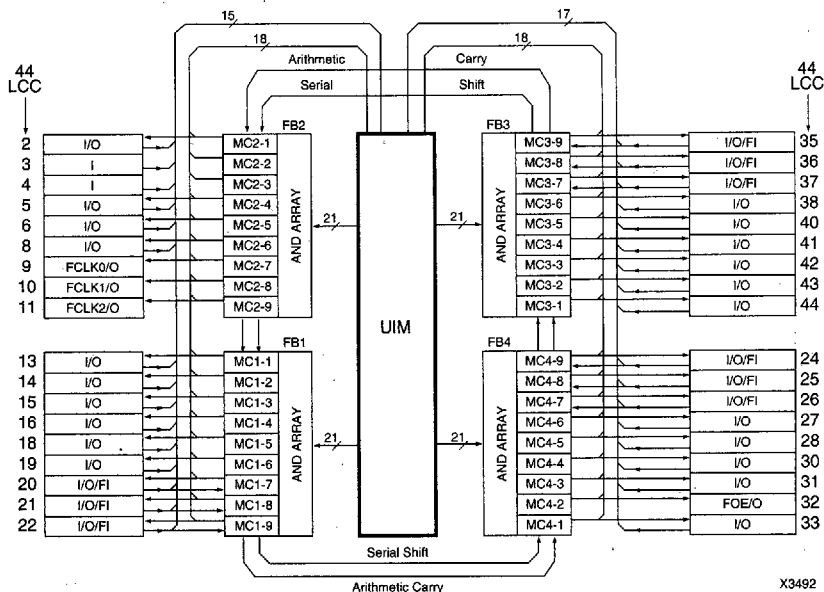 15
17
18
18
Arithmetic
Carry
Serial
Shift
44
LCC
44
LCC
FB2
FB3
2 I/O MC2-1
3 I MC2-2
4 I MC2-3
5 I/O MC2-4
6 I/O MC2-5
8 I/O MC2-6
9 FCLK0/O MC2-7
10 FCLK1/O MC2-8
11 FCLK2/O MC2-9
AND ARRAY
21
UIM
21
AND ARRAY
MC3-9 I/O/FI 35
MC3-8 I/O/FI 36
MC3-7 I/O/FI 37
MC3-6 I/O 38
MC3-5 I/O 40
MC3-4 I/O 41
MC3-3 I/O 42
MC3-2 I/O 43
MC3-1 I/O 44
FB1
FB4
13 I/O MC1-1
14 I/O MC1-2
15 I/O MC1-3
16 I/O MC1-4
18 I/O MC1-5
19 I/O MC1-6
20 I/O/FI MC1-7
21 I/O/FI MC1-8
22 I/O/FI MC1-9
AND ARRAY
21
21
AND ARRAY
MC4-9 I/O/FI 24
MC4-8 I/O/FI 25
MC4-7 I/O/FI 26
MC4-6 I/O 27
MC4-5 I/O 28
MC4-4 I/O 30
MC4-3 I/O 31
MC4-2 FOE/O 32
MC4-1 I/O 33
Serial Shift
Arithmetic Carry
X3492